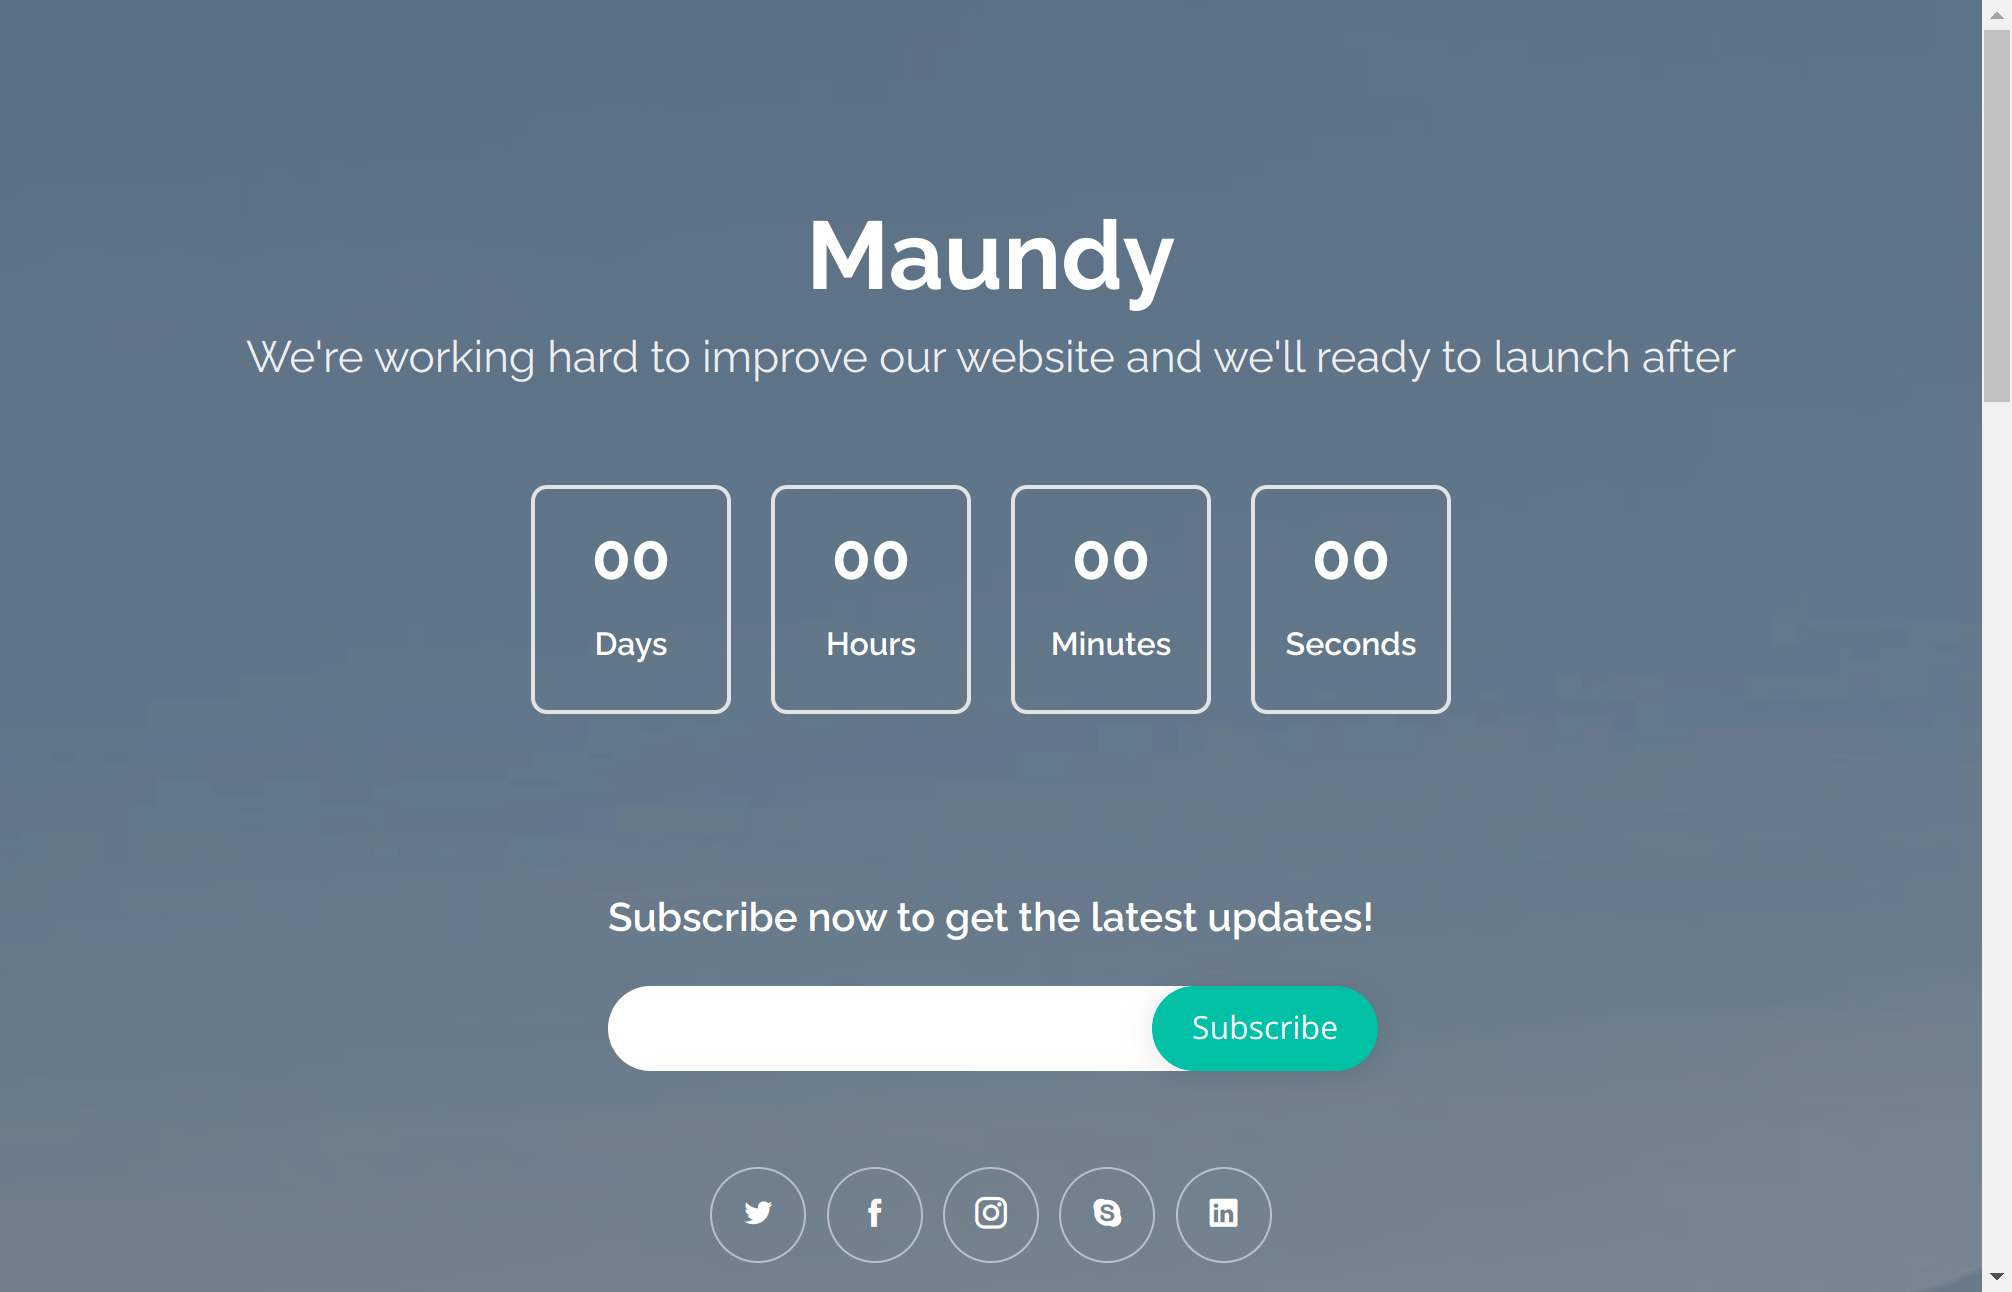 Maundy
We're working hard to improve our website and we'll ready to launch after
00 00 00 00
Days Hours Minutes Seconds
Subscribe now to get the latest updates!
Subscribe